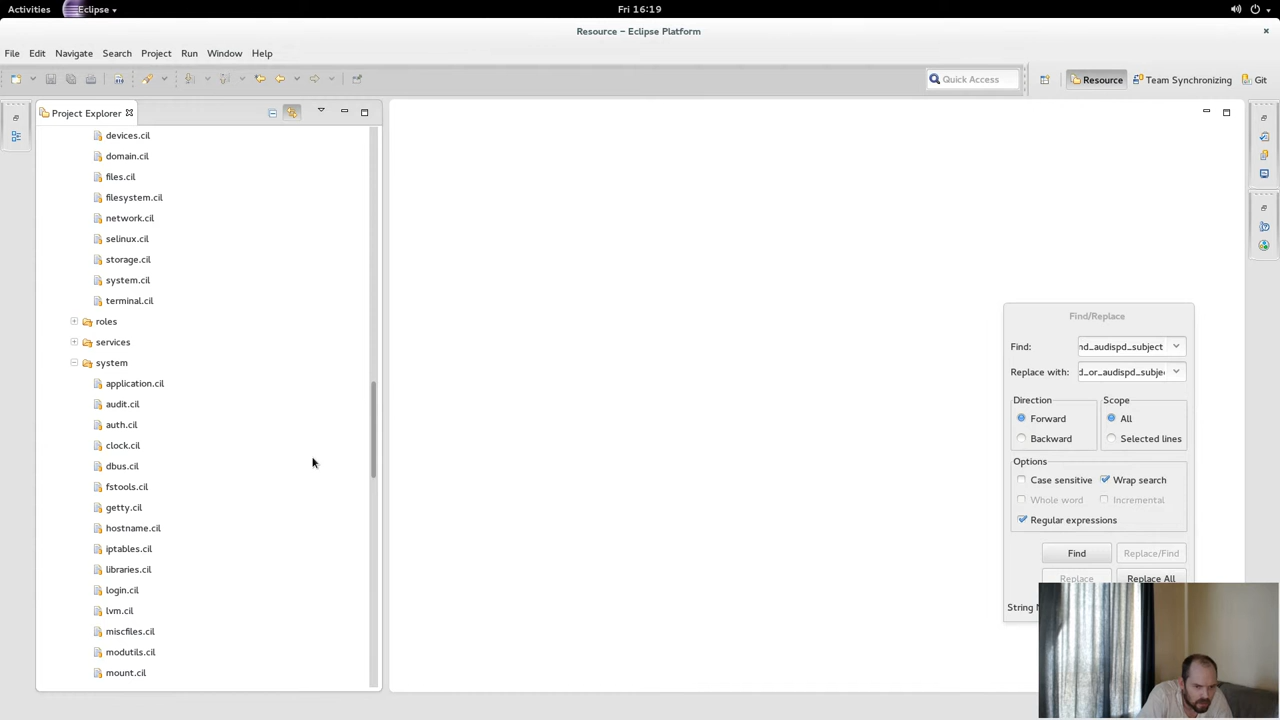 Activities Eclipse Fri 16:19
Resource – Eclipse Platform
File Edit Navigate Search Project Run Window Help
Quick Access Resource Team Synchronizing Git
Project Explorer
devices.cil
domain.cil
files.cil
filesystem.cil
network.cil
selinux.cil
storage.cil
system.cil
terminal.cil
roles
services
system
application.cil
audit.cil
auth.cil
clock.cil
dbus.cil
fstools.cil
getty.cil
hostname.cil
iptables.cil
libraries.cil
login.cil
lvm.cil
miscfiles.cil
modutils.cil
mount.cil
Find/Replace
Find: nd_audispd_subject
Replace with: d_or_audispd_subje
Direction Scope
Forward All
Backward Selected lines
Options
Case sensitive Wrap search
Whole word Incremental
Regular expressions
Find Replace/Find
Replace Replace All
String